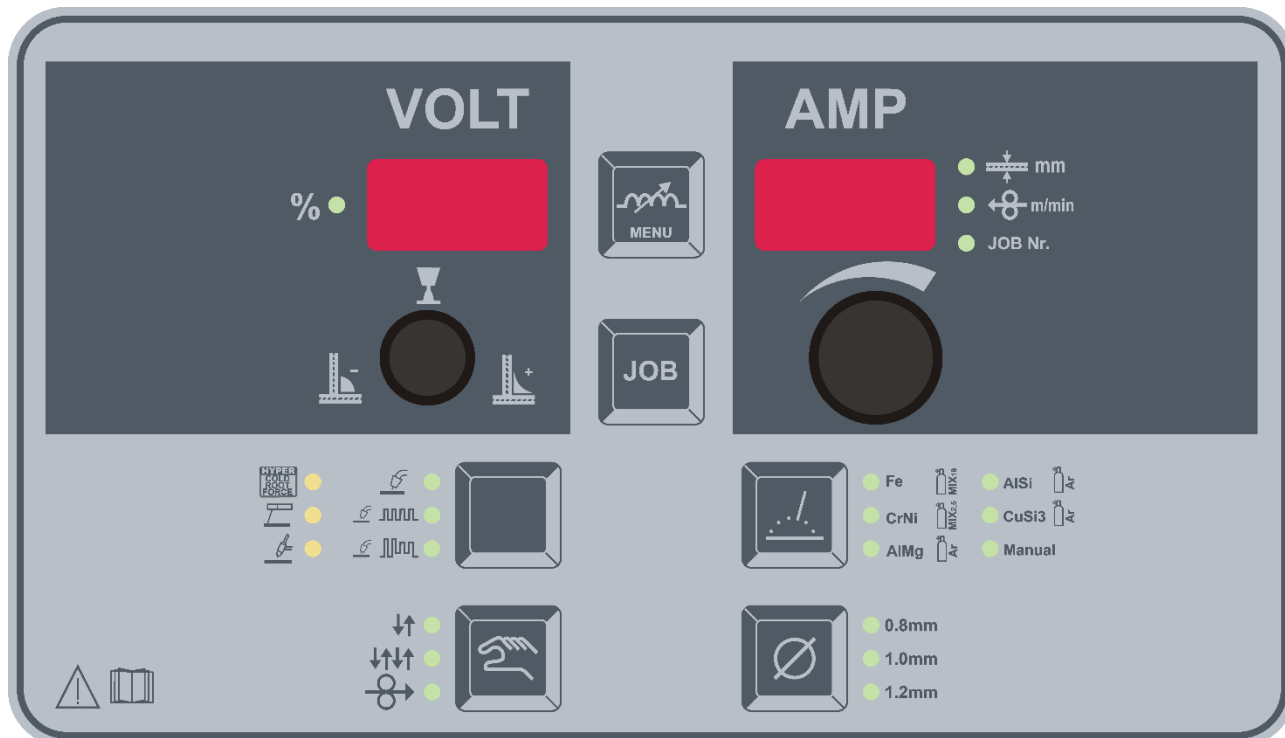 VOLT
AMP
%
mm
m/min
JOB Nr.
MENU
JOB
-
+
HYPER
COLD
ROOT
FORCE
Fe MIX18
CrNi MIX2,5
AlMg Ar
AlSi Ar
CuSi3 Ar
Manual
0.8mm
1.0mm
1.2mm